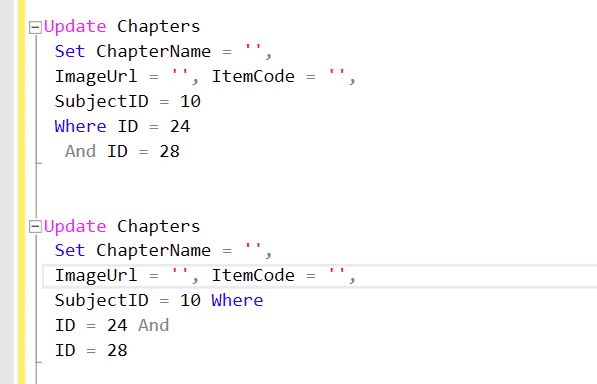 Update Chapters
Set ChapterName = '',
ImageUrl = '', ItemCode = '',
SubjectID = 10
Where ID = 24
And ID = 28
Update Chapters
Set ChapterName = '',
ImageUrl = '', ItemCode = '',
SubjectID = 10 Where
ID = 24 And
ID = 28